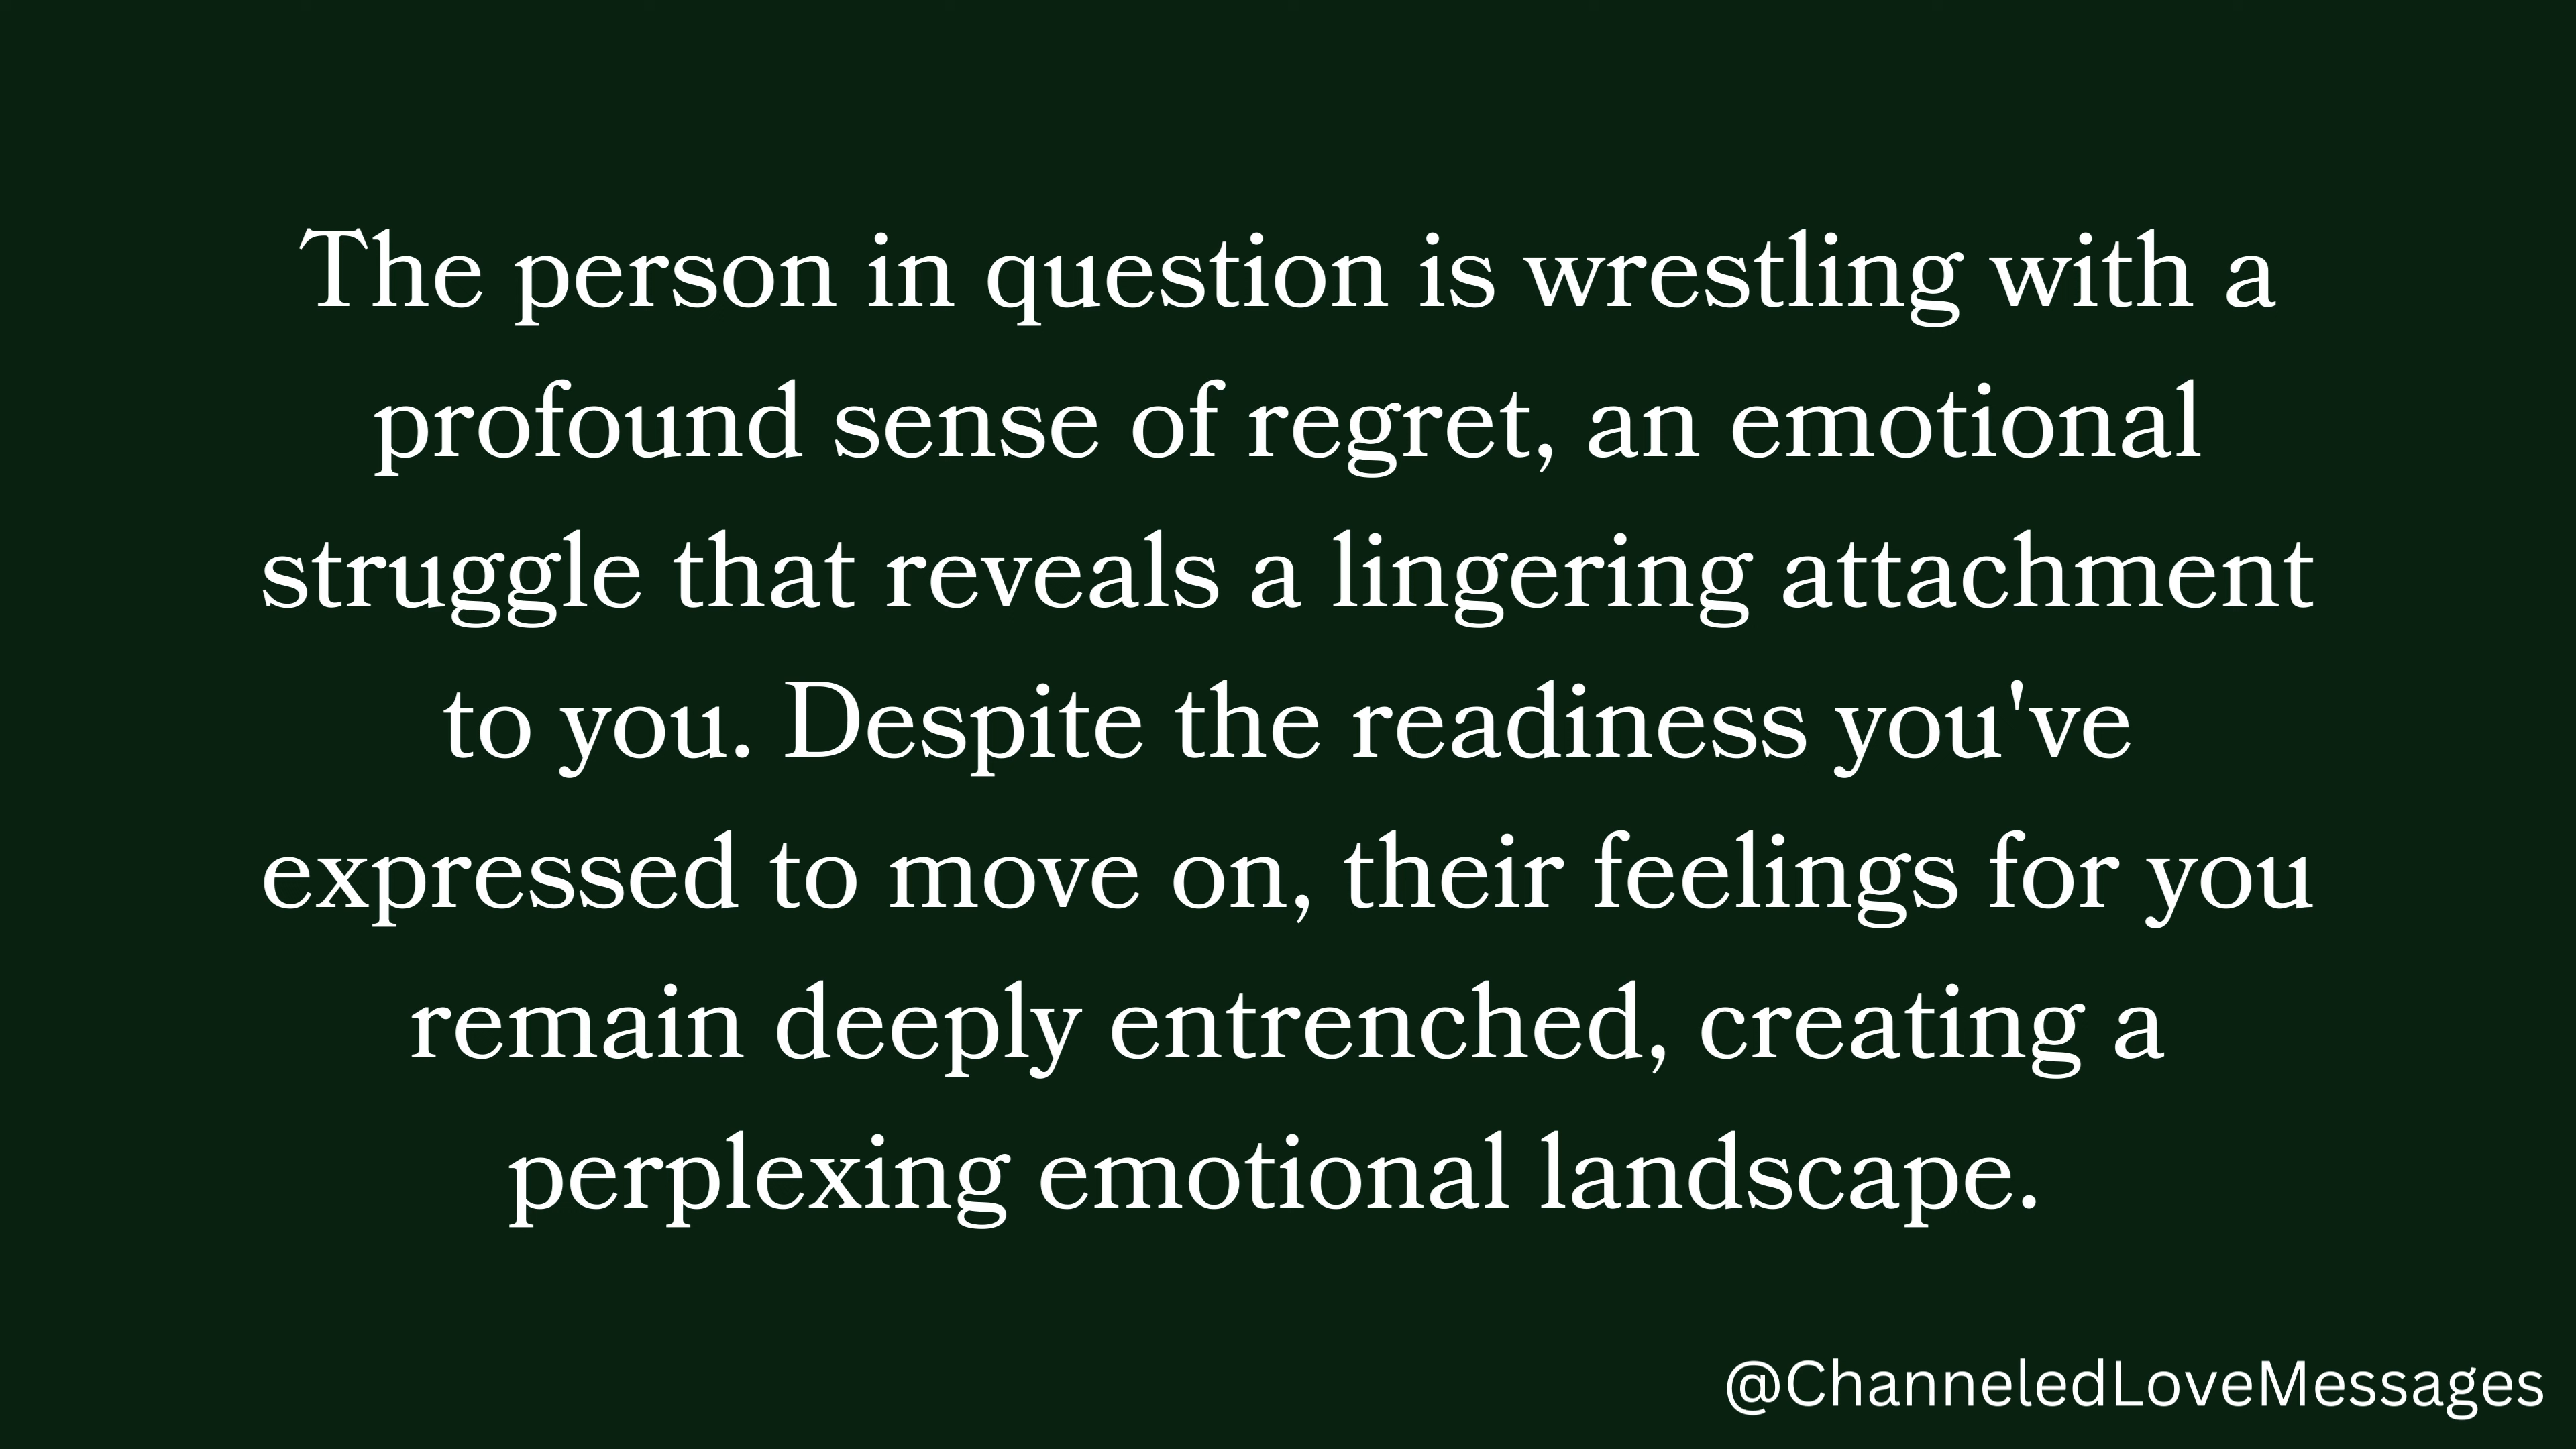 The person in question is wrestling with a
profound sense of regret, an emotional
struggle that reveals a lingering attachment
to you. Despite the readiness you've
expressed to move on, their feelings for you
remain deeply entrenched, creating a
perplexing emotional landscape.
@ChanneledLoveMessages